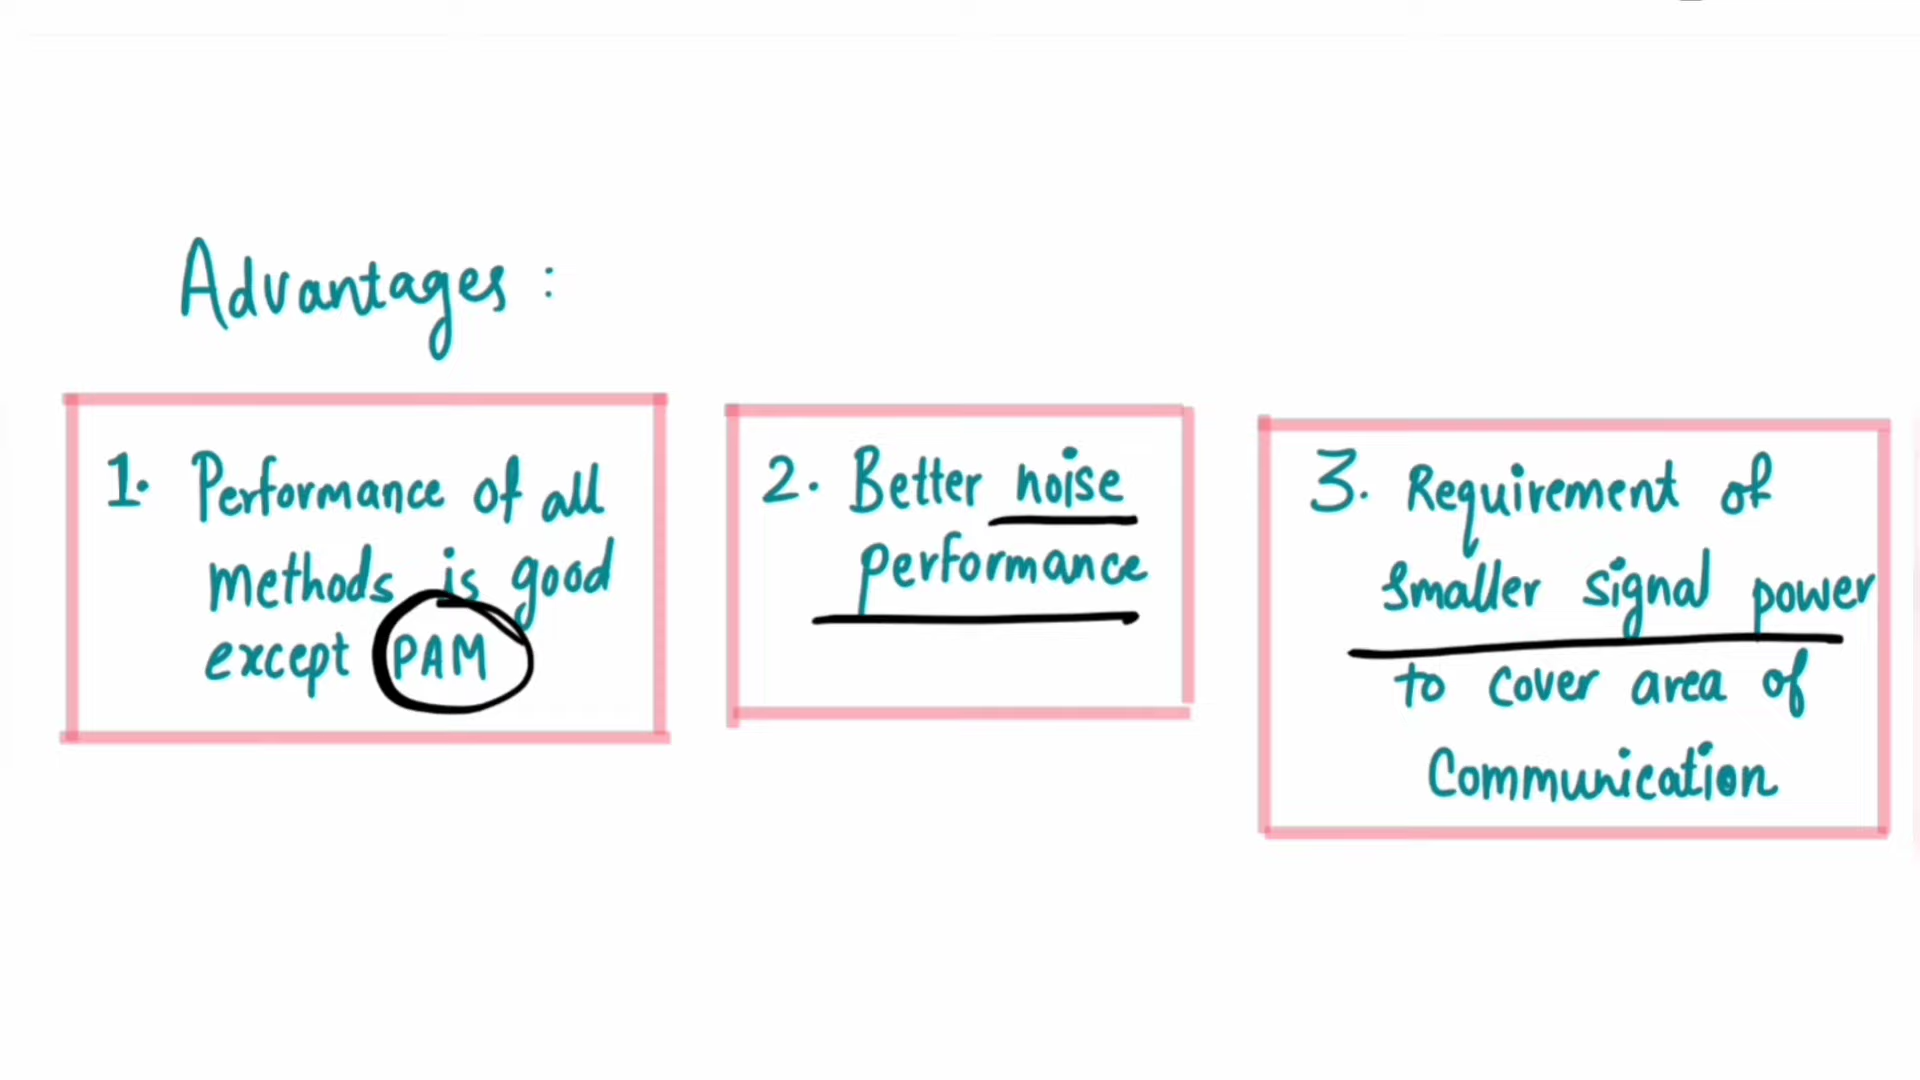 Advantages :
1. Performance of all
methods is good
except PAM
2. Better noise
performance
3. Requirement of
smaller signal power
to cover area of
Communication